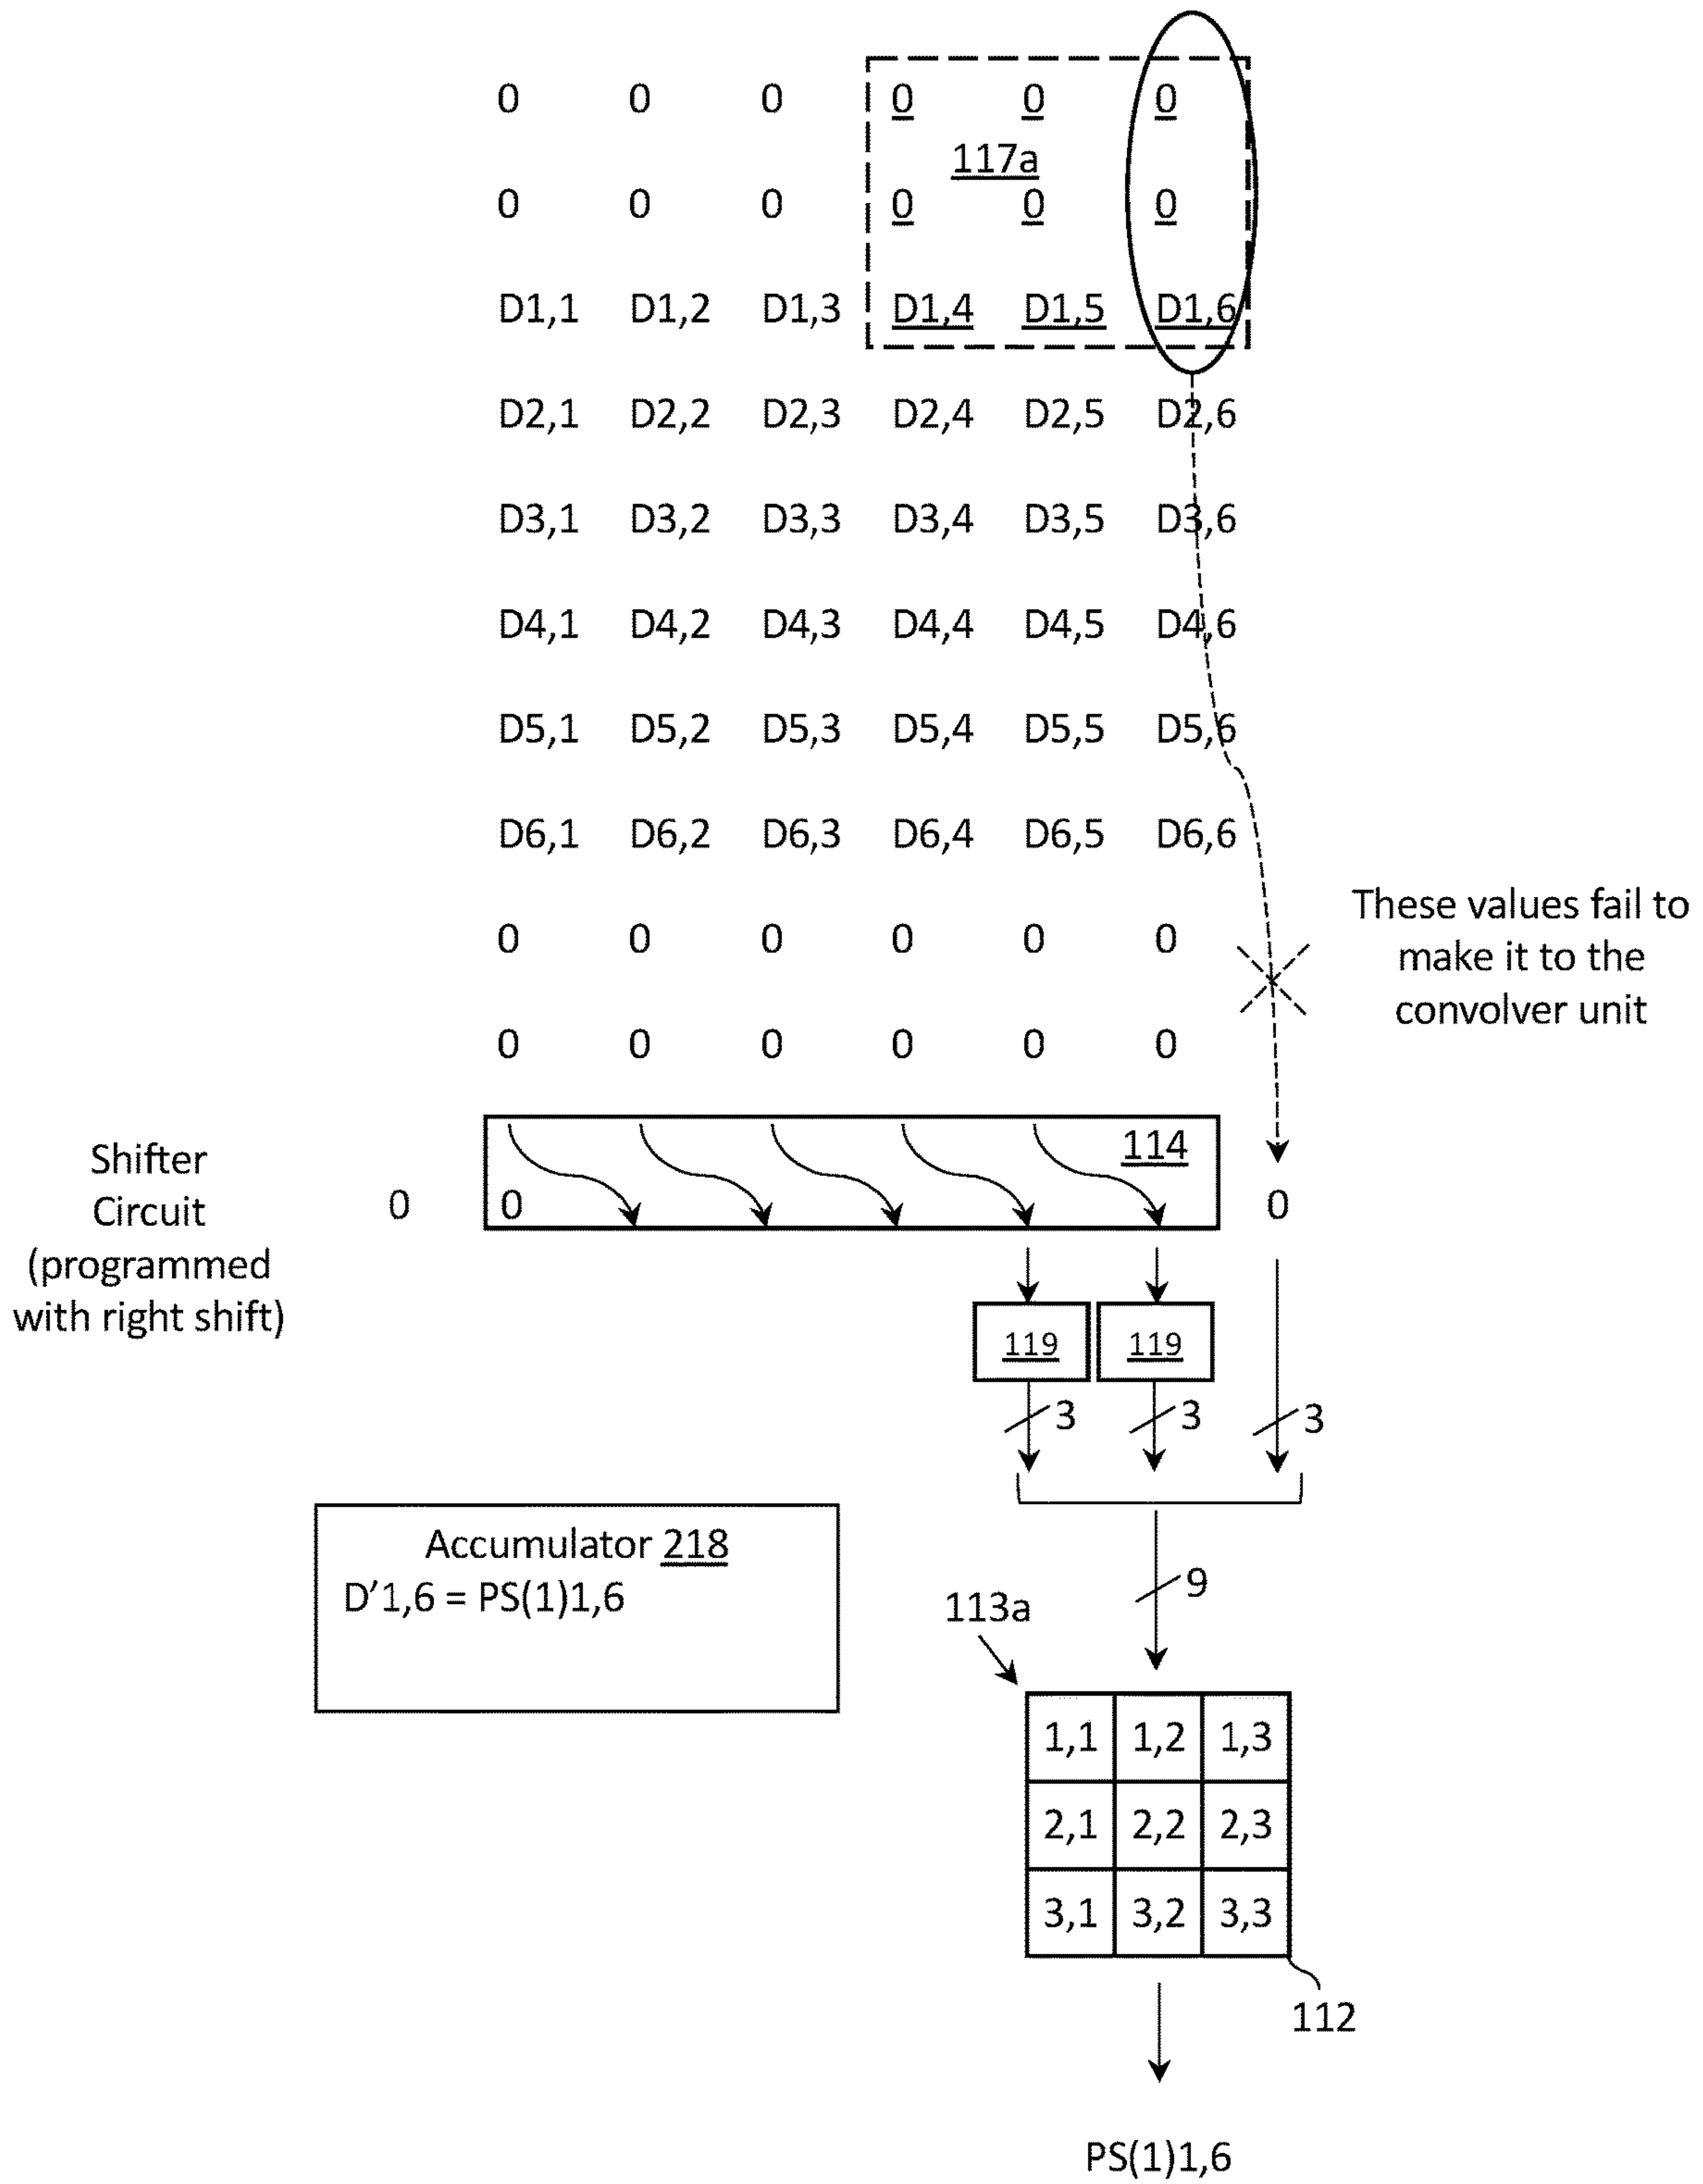 0 0 0 0 0 0
117a
0 0 0 0 0 0
D1,1 D1,2 D1,3 D1,4 D1,5 D1,6
D2,1 D2,2 D2,3 D2,4 D2,5 D2,6
D3,1 D3,2 D3,3 D3,4 D3,5 D3,6
D4,1 D4,2 D4,3 D4,4 D4,5 D4,6
D5,1 D5,2 D5,3 D5,4 D5,5 D5,6
D6,1 D6,2 D6,3 D6,4 D6,5 D6,6
0 0 0 0 0 0
0 0 0 0 0 0
These values fail to
make it to the
convolver unit
Shifter
Circuit
(programmed
with right shift)
114
0 0 0
119 119
3 3 3
Accumulator 218
D'1,6 = PS(1)1,6
9
113a
1,1 1,2 1,3
2,1 2,2 2,3
3,1 3,2 3,3
112
PS(1)1,6